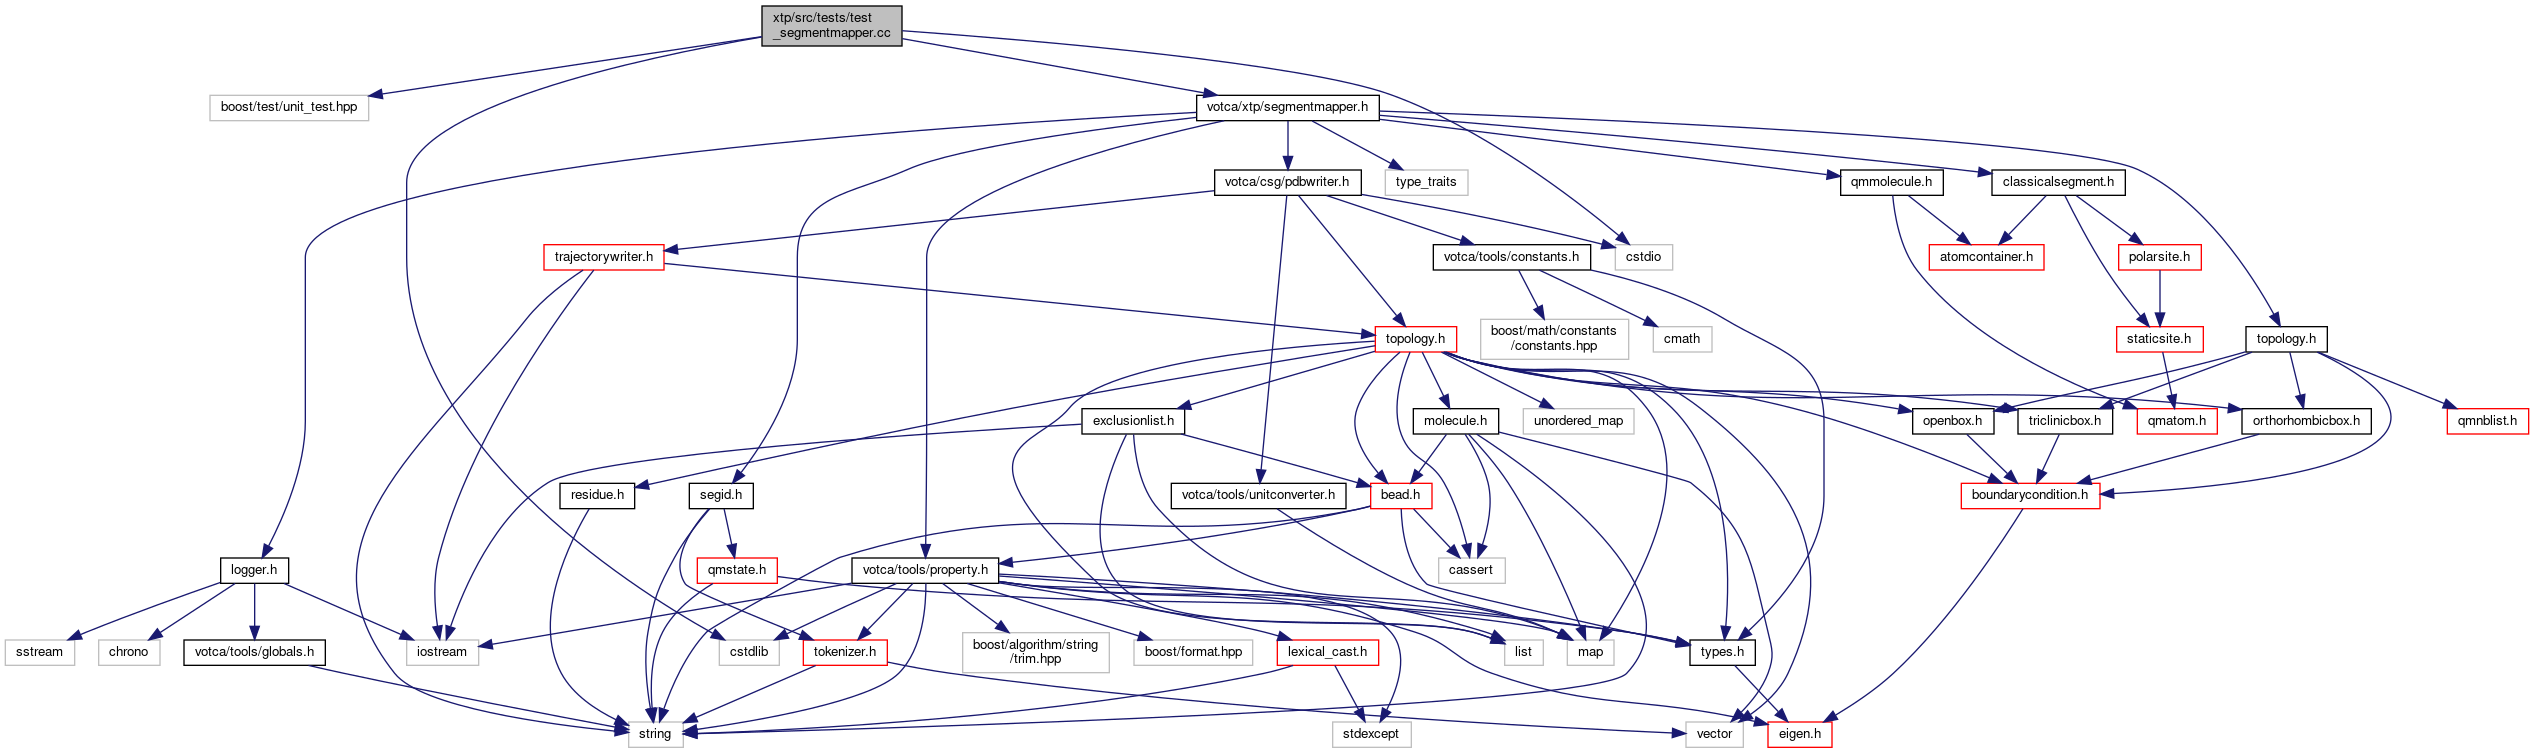 xtp/src/tests/test
_segmentmapper.cc
boost/test/unit_test.hpp
votca/xtp/segmentmapper.h
votca/csg/pdbwriter.h
type_traits
qmmolecule.h
classicalsegment.h
trajectorywriter.h
votca/tools/constants.h
cstdio
atomcontainer.h
polarsite.h
boost/math/constants
/constants.hpp
cmath
topology.h
staticsite.h
topology.h
exclusionlist.h
molecule.h
unordered_map
openbox.h
triclinicbox.h
qmatom.h
orthorhombicbox.h
qmnblist.h
residue.h
segid.h
votca/tools/unitconverter.h
bead.h
boundarycondition.h
logger.h
qmstate.h
votca/tools/property.h
cassert
sstream
chrono
votca/tools/globals.h
iostream
cstdlib
tokenizer.h
boost/algorithm/string
/trim.hpp
boost/format.hpp
lexical_cast.h
list
map
types.h
string
stdexcept
vector
eigen.h